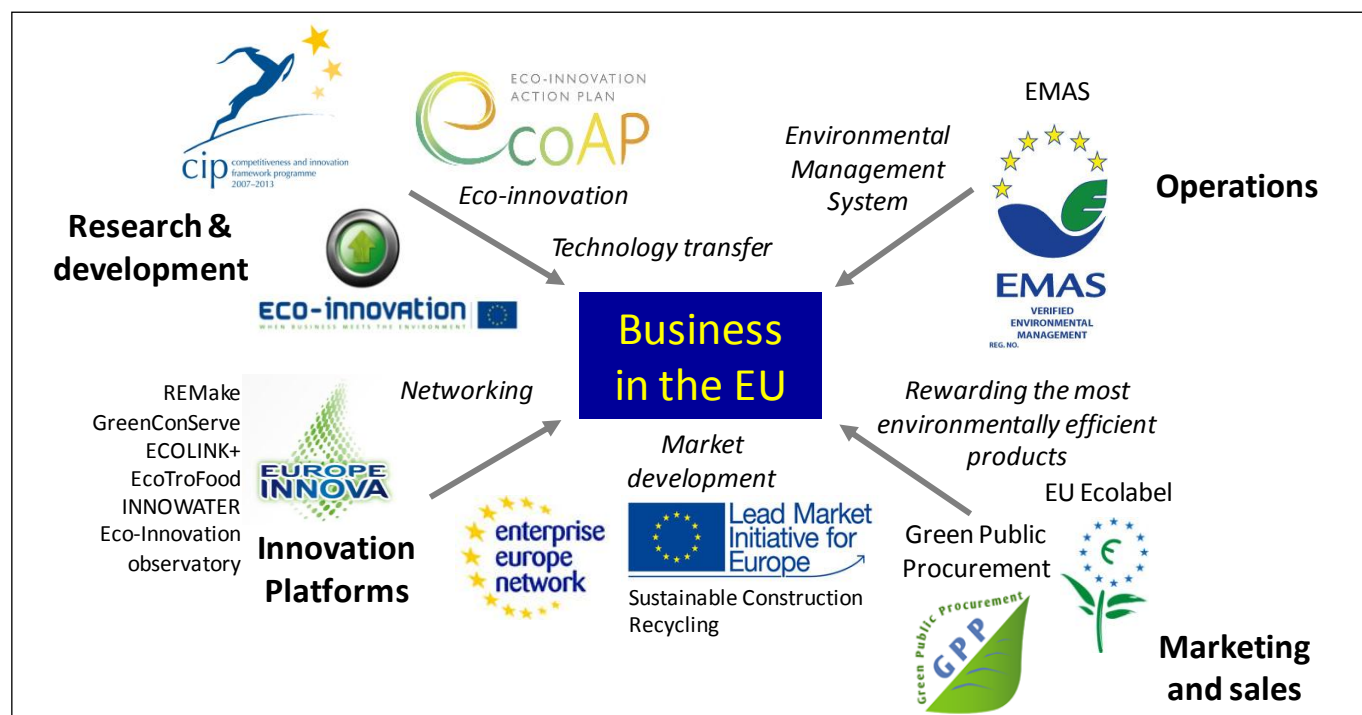 cip competitiveness and innovation
framework programme
2007–2013
ECO-INNOVATION
ACTION PLAN
ecoAP
Eco-innovation
Research &
development
ECO-INNOVATION
WHEN BUSINESS MEETS THE ENVIRONMENT
Technology transfer
Environmental
Management
System
EMAS
Operations
EMAS
VERIFIED
ENVIRONMENTAL
MANAGEMENT
REG. NO.
Business
in the EU
REMake
GreenConServe
ECOLINK+
EcoTroFood
INNOWATER
Eco-Innovation
observatory
EUROPE
INNOVA
Networking
Innovation
Platforms
enterprise
europe
network
Market
development
Lead Market
Initiative for
Europe
Sustainable Construction
Recycling
Rewarding the most
environmentally efficient
products
EU Ecolabel
Green Public
Procurement
Green Public Procurement
GPP
Marketing
and sales